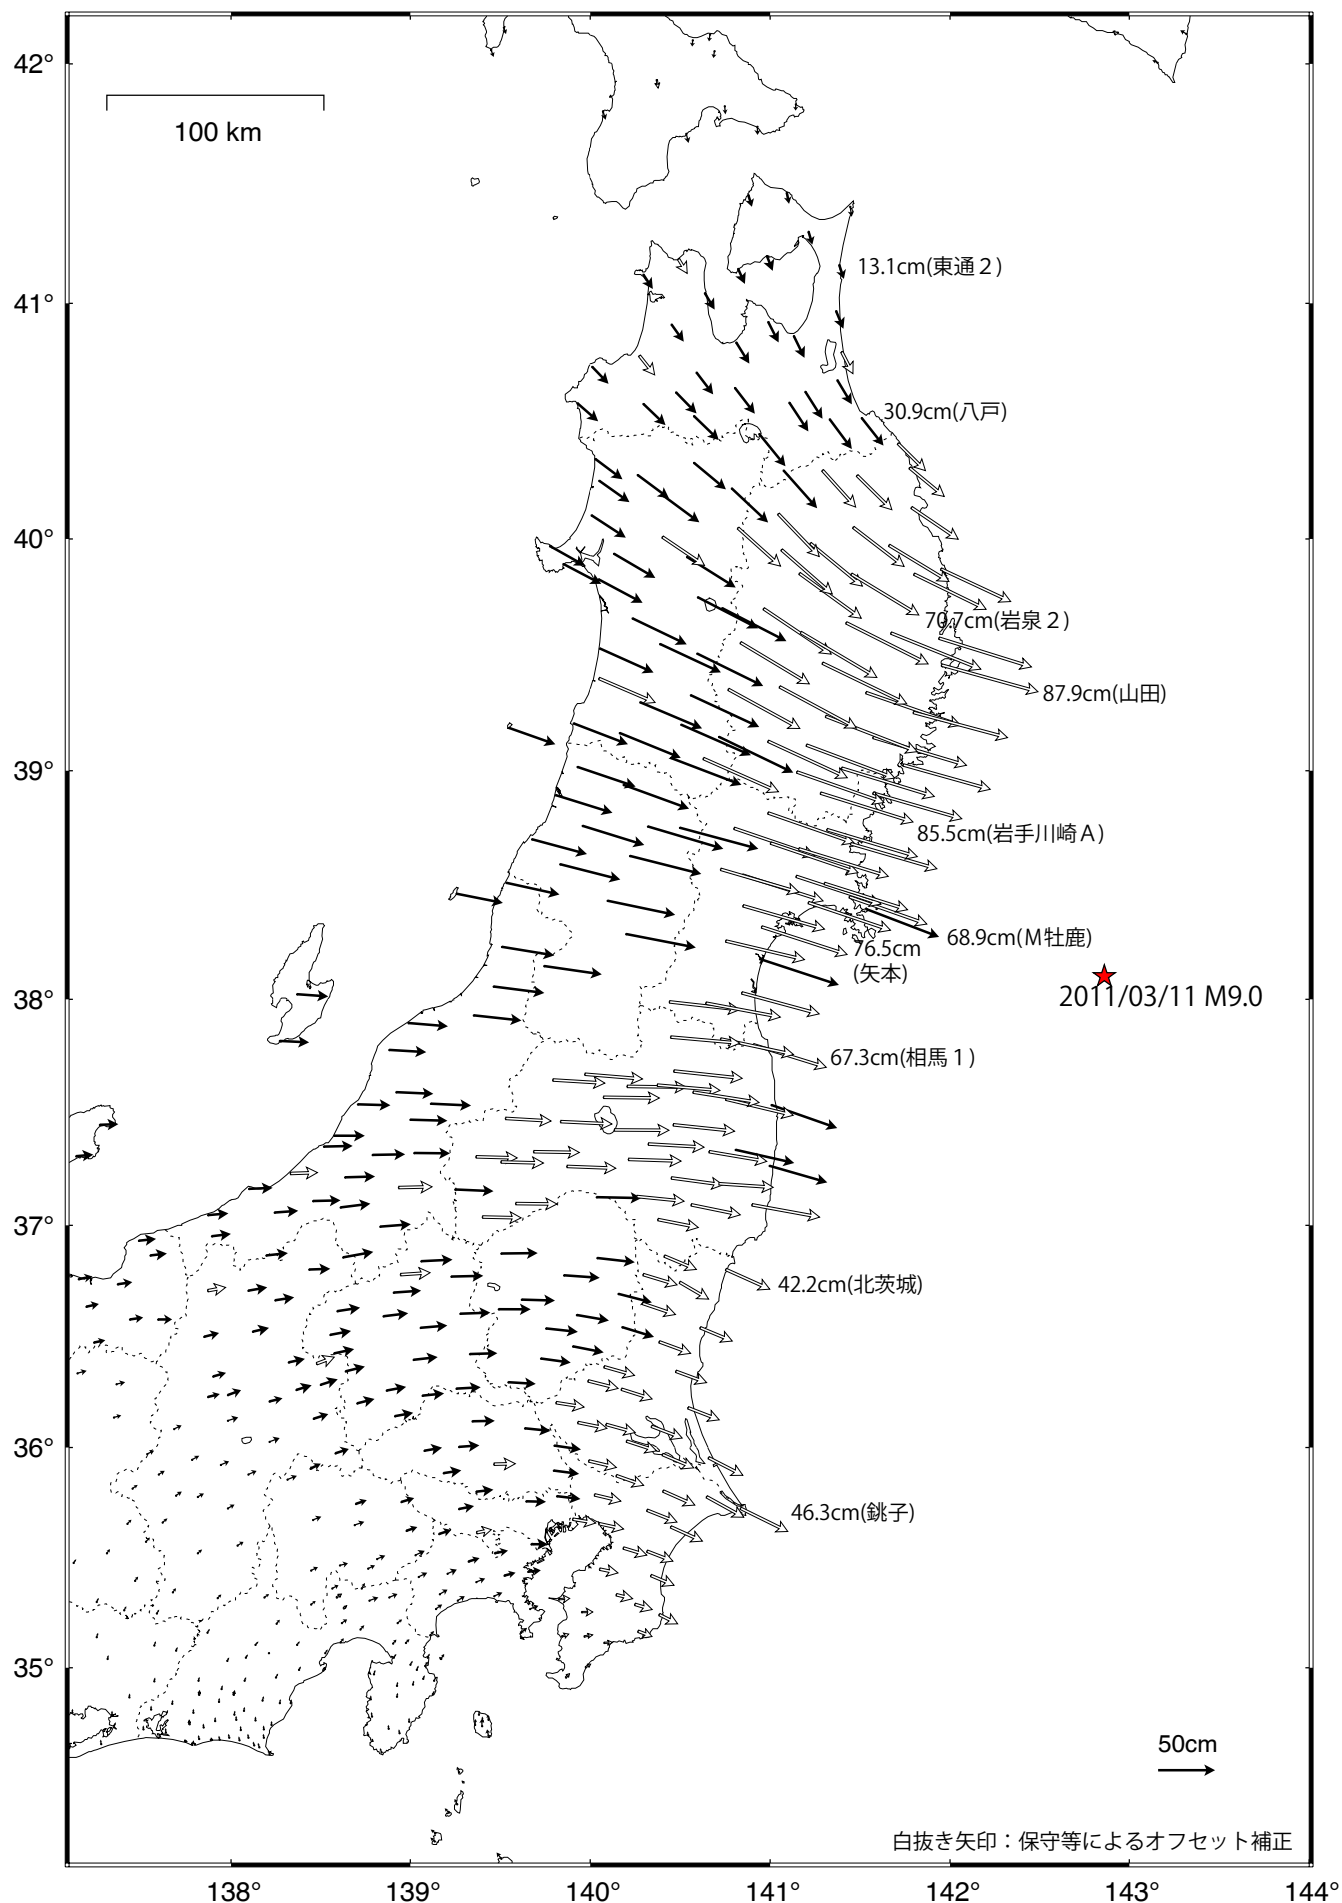 42°
100 km
13.1cm(東通２)
41°
30.9cm(八戸)
40°
70.7cm(岩泉２)
87.9cm(山田)
39°
85.5cm(岩手川崎Ａ)
68.9cm(Ｍ牡鹿)
76.5cm
(矢本)
38°
2011/03/11 M9.0
67.3cm(相馬１)
37°
42.2cm(北茨城)
36°
46.3cm(銚子)
35°
50cm
白抜き矢印：保守等によるオフセット補正
138°
139°
140°
141°
142°
143°
144°